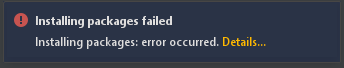 Installing packages failed
Installing packages: error occurred. Details...